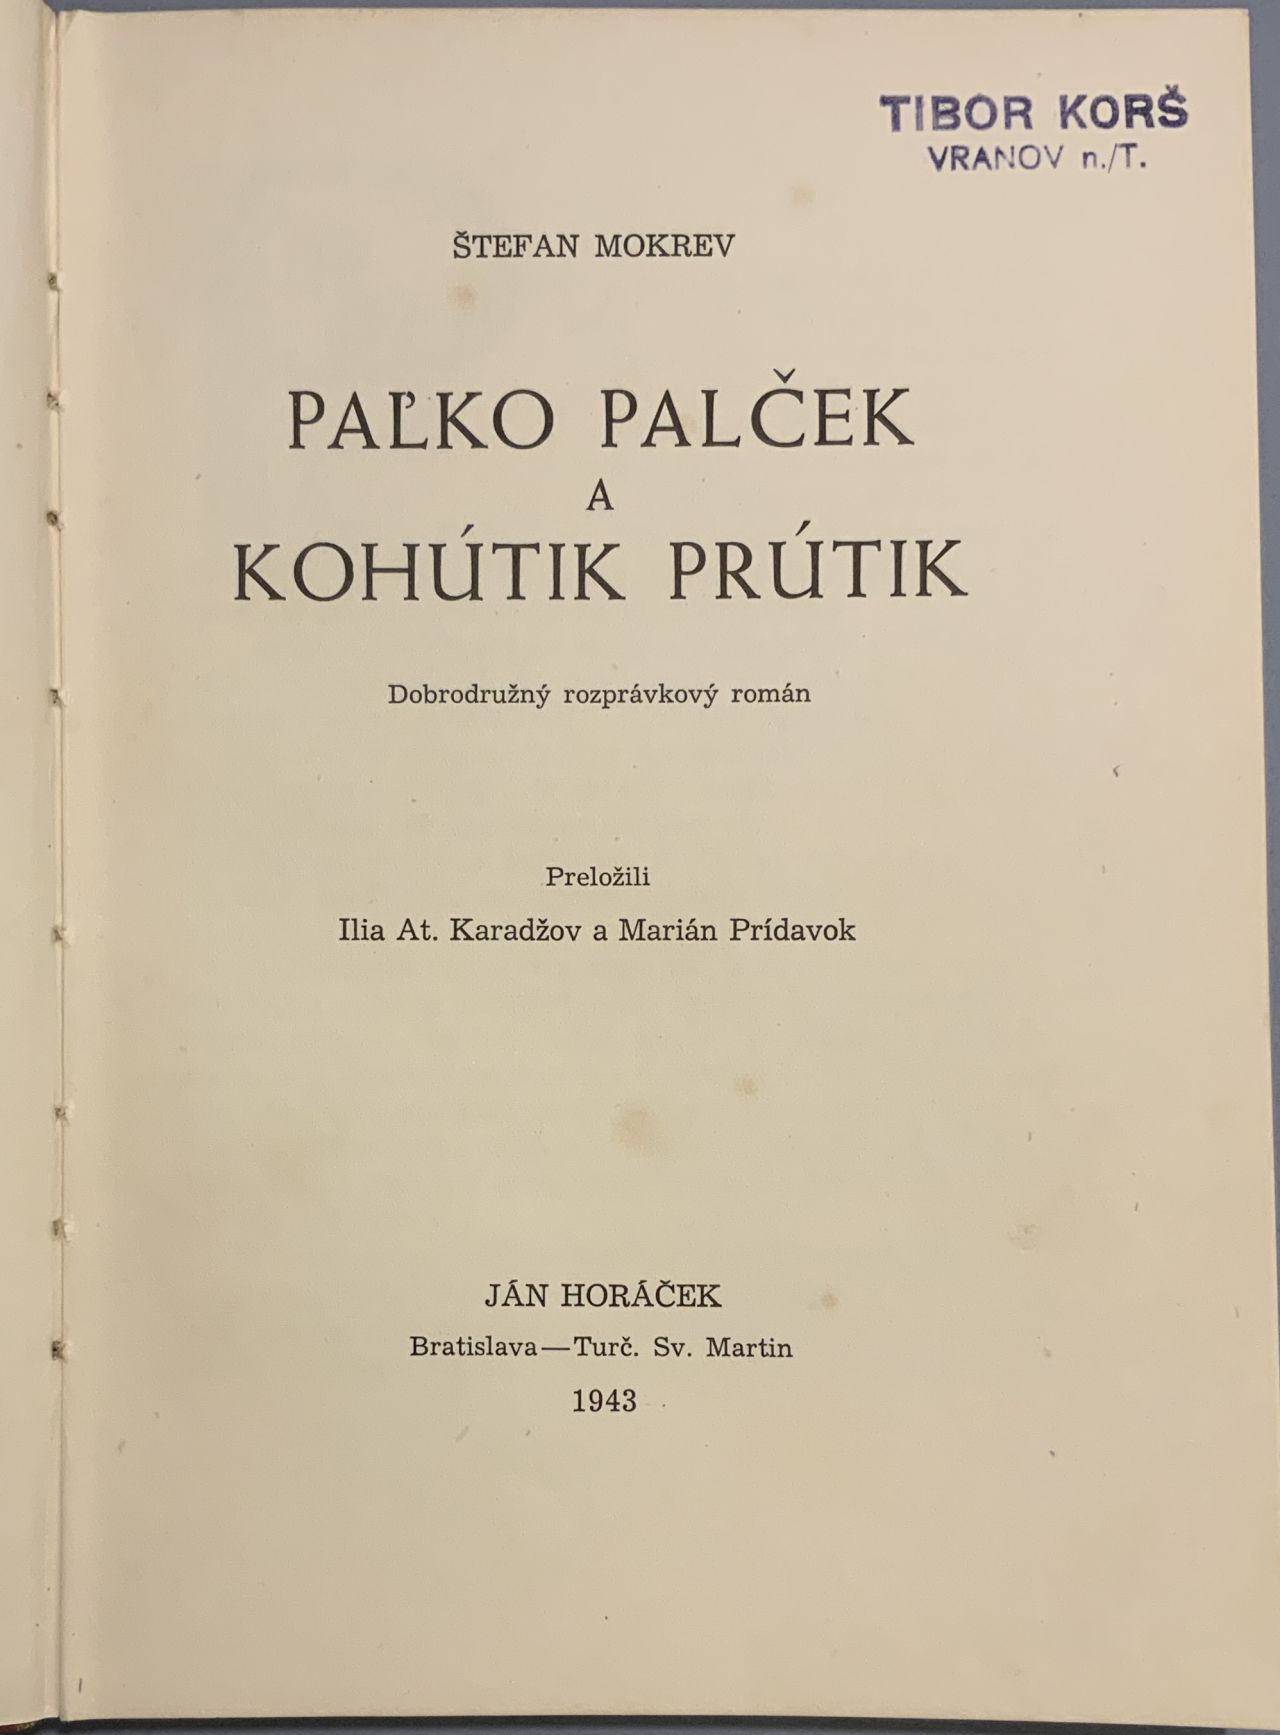 TIBOR KORŠ
VRANOV n./T.
ŠTEFAN MOKREV
PAĽKO PALČEK
A
KOHÚTIK PRÚTIK
Dobrodružný rozprávkový román
Preložili
Ilia At. Karadžov a Marián Prídavok
JÁN HORÁČEK
Bratislava—Turč. Sv. Martin
1943